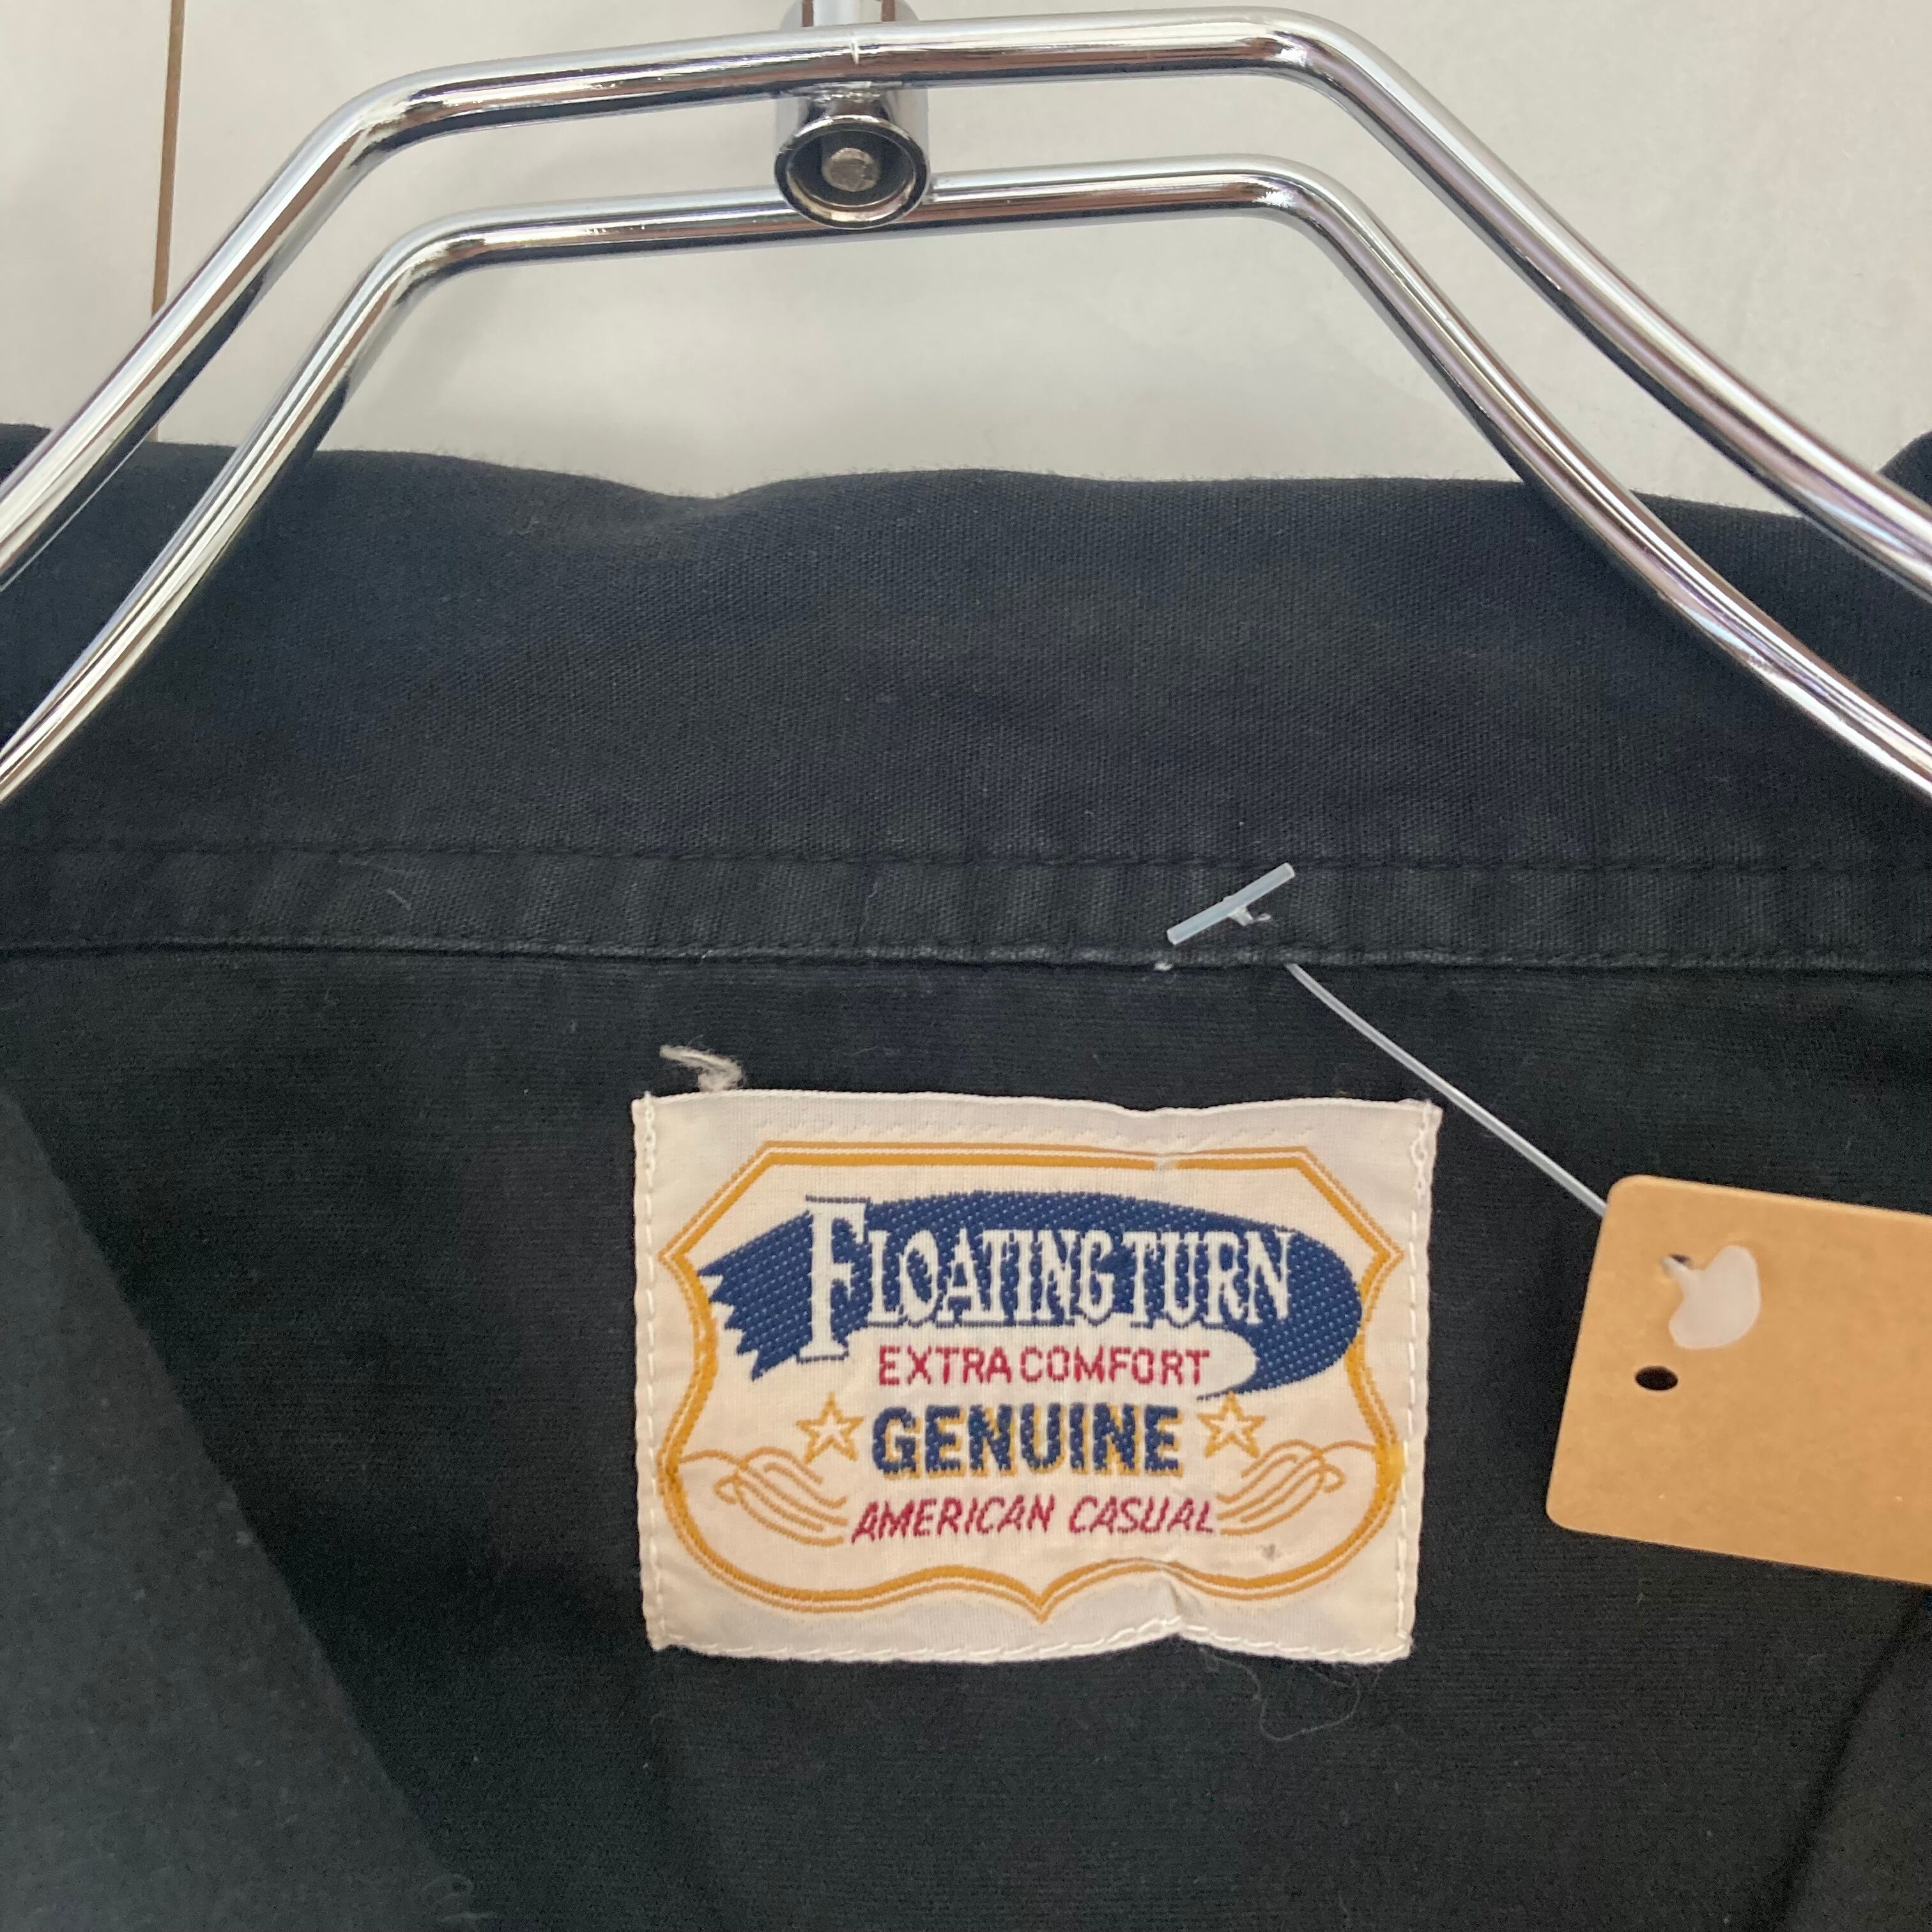 FLOATING TURN
EXTRA COMFORT
GENUINE
AMERICAN CASUAL